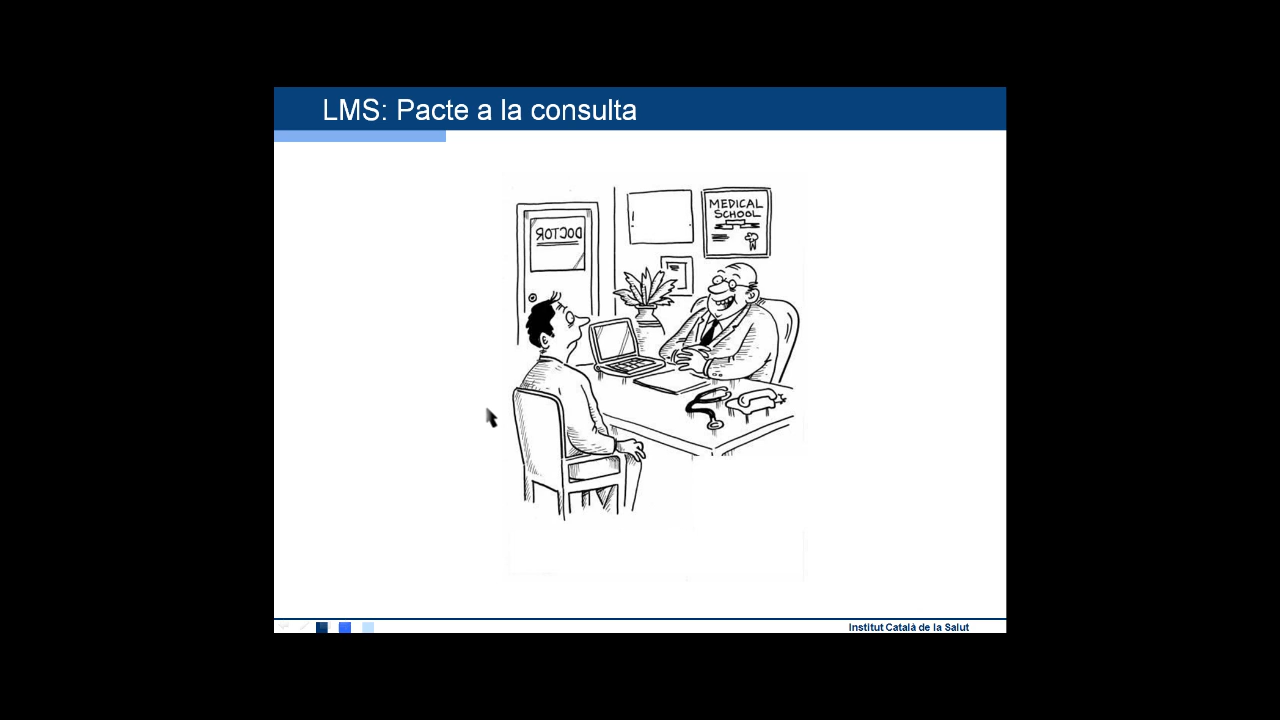 LMS: Pacte a la consulta
DOCTOR
MEDICAL
SCHOOL
Institut Català de la Salut